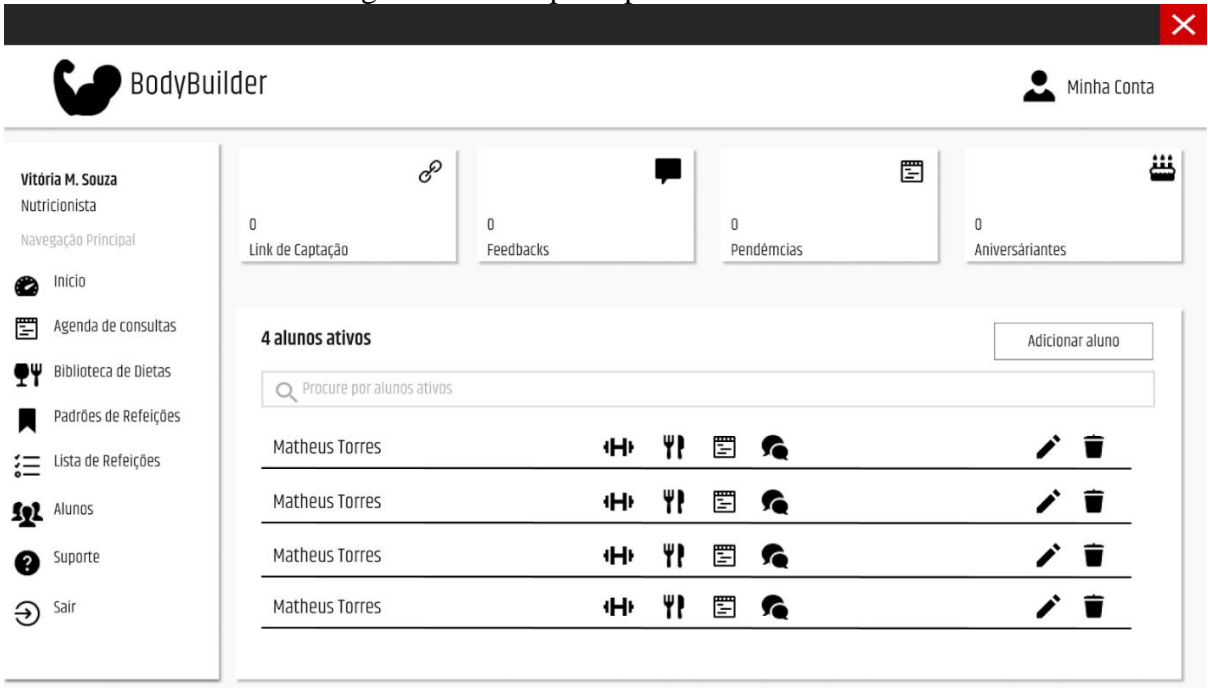 BodyBuilder
Minha Conta
Vitória M. Souza
Nutricionista
Navegação Principal
Início
Agenda de consultas
Biblioteca de Dietas
Padrões de Refeições
Lista de Refeições
Alunos
Suporte
Sair
0
Link de Captação
0
Feedbacks
0
Pendêmcias
0
Aniversáriantes
4 alunos ativos
Adicionar aluno
Procure por alunos ativos
Matheus Torres
Matheus Torres
Matheus Torres
Matheus Torres